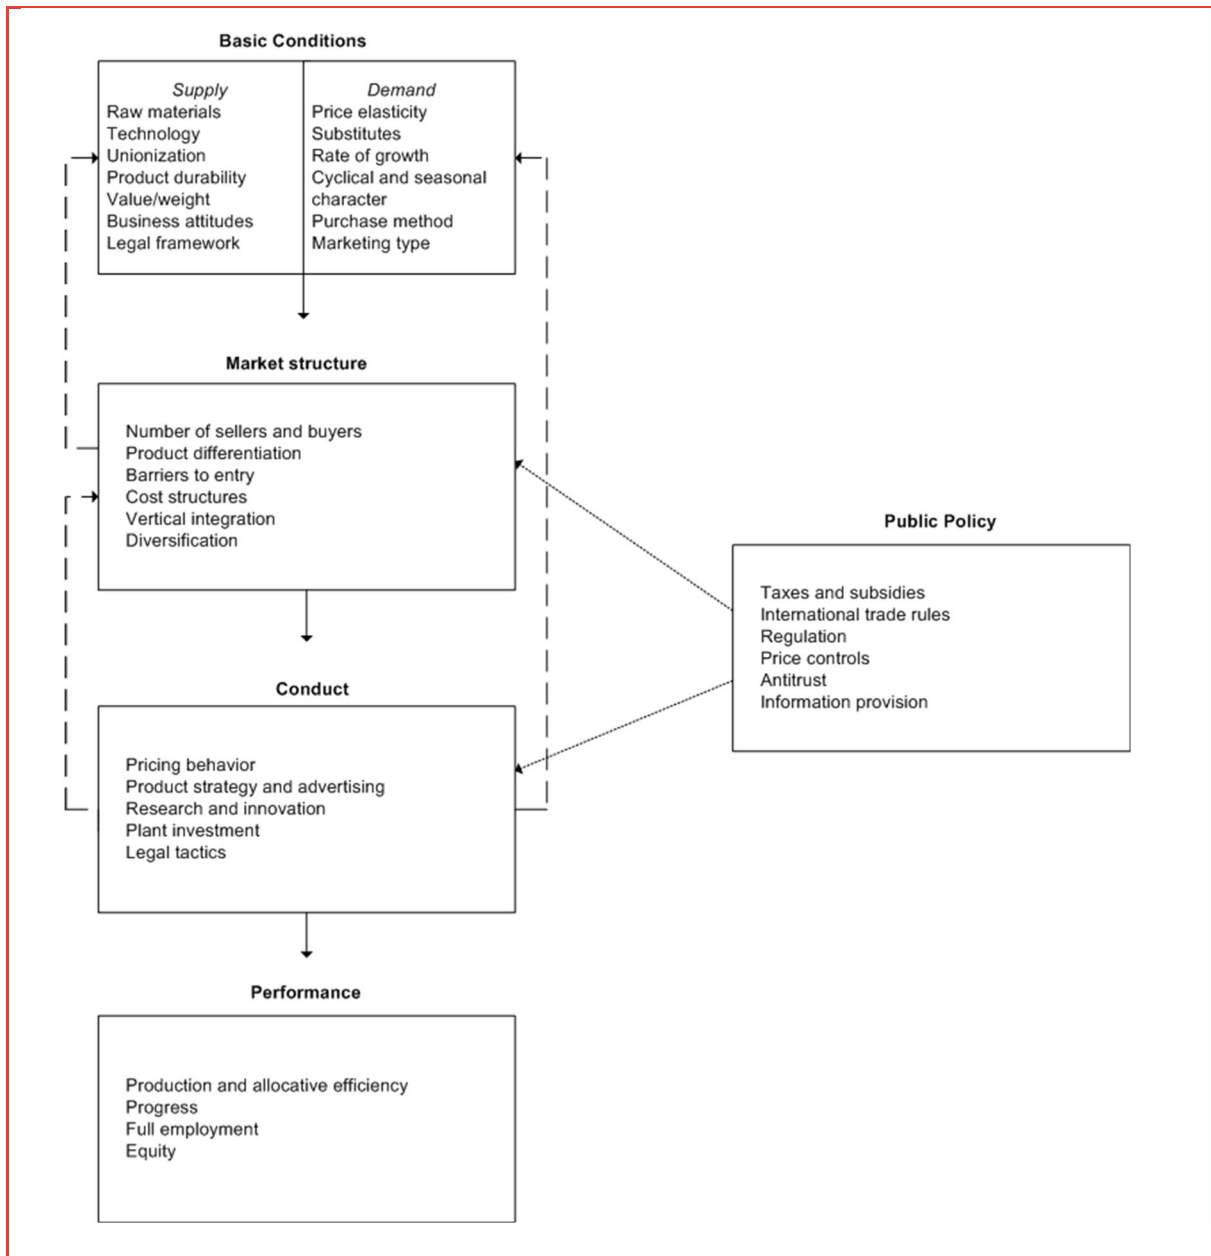 Basic Conditions
Supply
Raw materials
Technology
Unionization
Product durability
Value/weight
Business attitudes
Legal framework
Demand
Price elasticity
Substitutes
Rate of growth
Cyclical and seasonal
character
Purchase method
Marketing type
Market structure
Number of sellers and buyers
Product differentiation
Barriers to entry
Cost structures
Vertical integration
Diversification
Public Policy
Taxes and subsidies
International trade rules
Regulation
Price controls
Antitrust
Information provision
Conduct
Pricing behavior
Product strategy and advertising
Research and innovation
Plant investment
Legal tactics
Performance
Production and allocative efficiency
Progress
Full employment
Equity